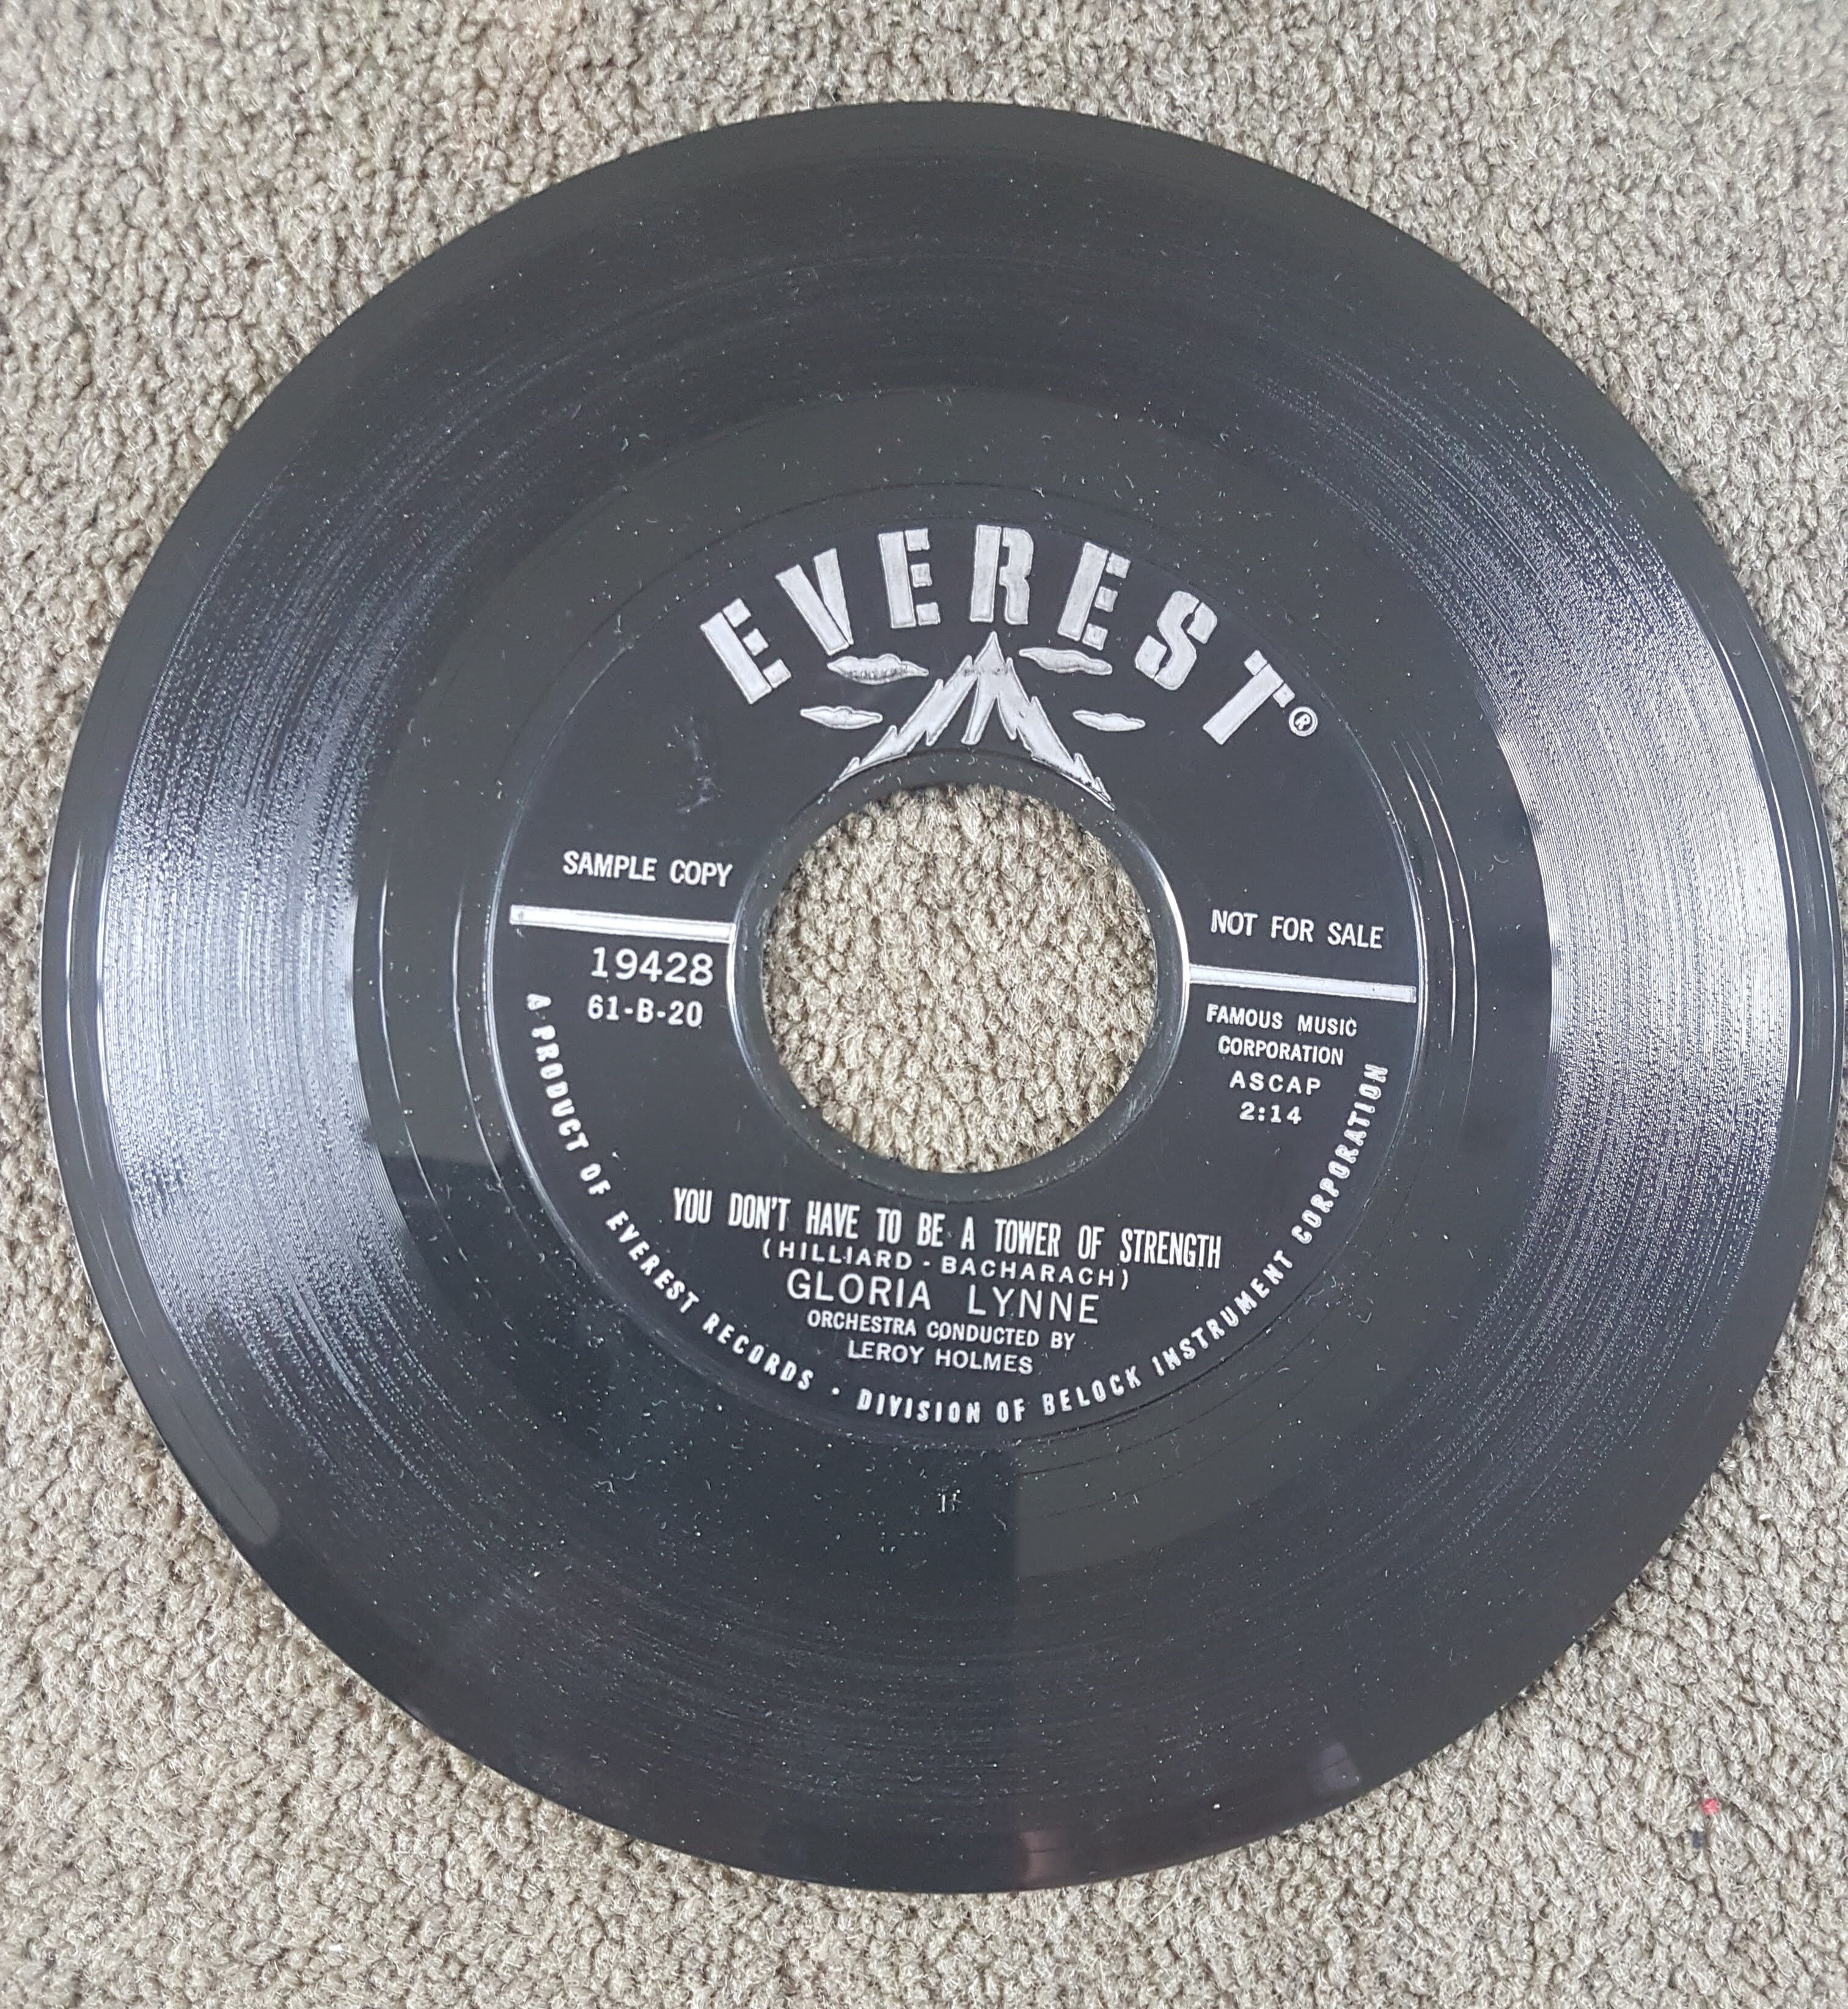 EVEREST®
SAMPLE COPY
NOT FOR SALE
19428
61-B-20
FAMOUS MUSIC
CORPORATION
ASCAP
2:14
YOU DON'T HAVE TO BE A TOWER OF STRENGTH
(HILLIARD - BACHARACH)
GLORIA LYNNE
ORCHESTRA CONDUCTED BY
LEROY HOLMES
A PRODUCT OF EVEREST RECORDS • DIVISION OF BELOCK INSTRUMENT CORPORATION